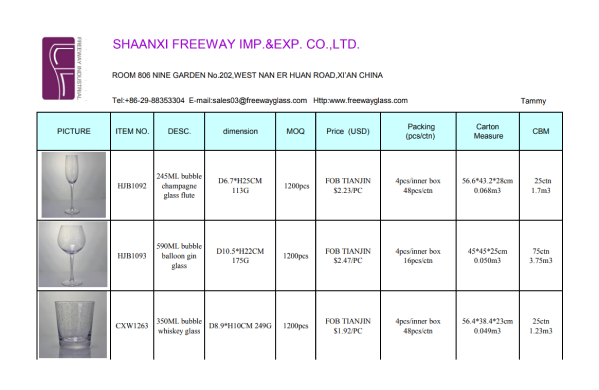 FREEWAY INDUSTRIAL
SHAANXI FREEWAY IMP.&EXP. CO.,LTD.
ROOM 806 NINE GARDEN No.202,WEST NAN ER HUAN ROAD,XI'AN CHINA
Tel:+86-29-88353304 E-mail:sales03@freewayglass.com Http:www.freewayglass.com Tammy
PICTURE ITEM NO. DESC. dimension MOQ Price (USD) Packing (pcs/ctn) Carton Measure CBM
HJB1092
245ML bubble
champagne
glass flute
D6.7*H25CM
113G
1200pcs
FOB TIANJIN
$2.23/PC
4pcs/inner box
48pcs/ctn
56.6*43.2*28cm
0.068m3
25ctn
1.7m3
HJB1093
590ML bubble
balloon gin
glass
D10.5*H22CM
175G
1200pcs
FOB TIANJIN
$2.47/PC
4pcs/inner box
16pcs/ctn
45*45*25cm
0.050m3
75ctn
3.75m3
CXW1263
350ML bubble
whiskey glass
D8.9*H10CM 249G
1200pcs
FOB TIANJIN
$1.92/PC
4pcs/inner box
48pcs/ctn
56.4*38.4*23cm
0.049m3
25ctn
1.23m3